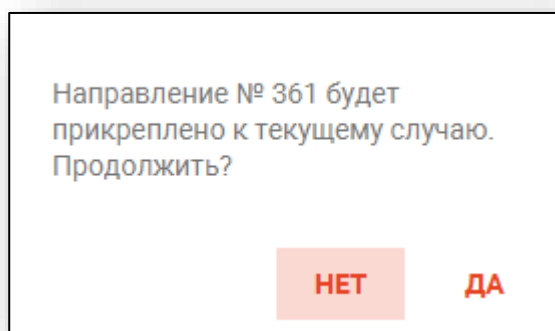 Направление № 361 будет
прикреплено к текущему случаю.
Продолжить?
НЕТ ДА